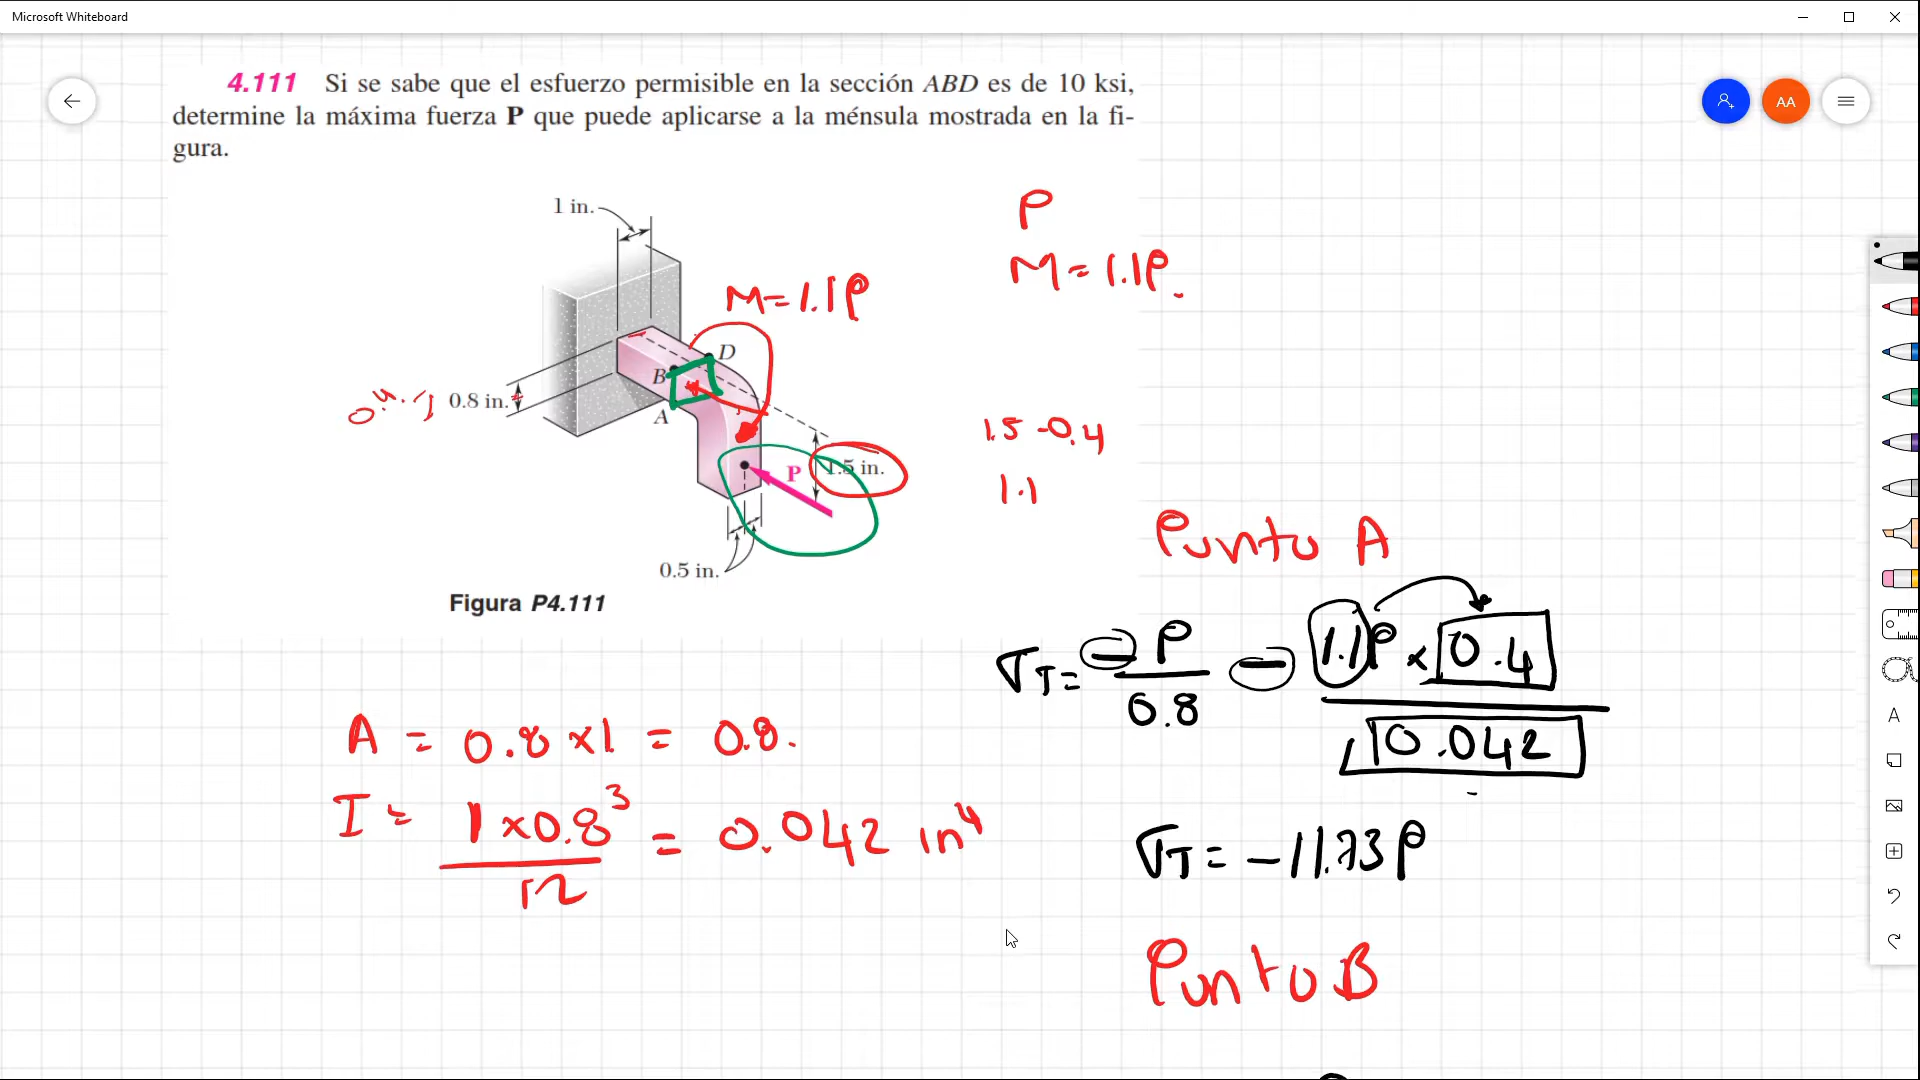 Microsoft Whiteboard
4.111 Si se sabe que el esfuerzo permisible en la sección ABD es de 10 ksi,
determine la máxima fuerza P que puede aplicarse a la ménsula mostrada en la fi-
gura.
AA
1 in.
P
M = 1.1P
M = 1.1P
D
B
0.4
0.8 in.
A
1.5 - 0.4
P
1.5 in.
1.1
0.5 in.
Figura P4.111
Punto A
σT = - P/0.8 - 1.1P x 0.4 / 0.042
A = 0.8 x 1 = 0.8.
I = 1 x 0.8³ / 12 = 0.042 in⁴
σT = -11.73P
Punto B
A